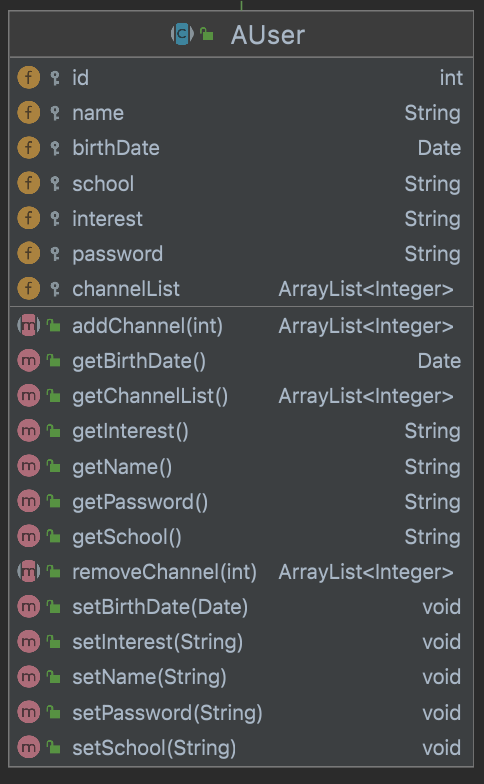 AUser
id int
name String
birthDate Date
school String
interest String
password String
channelList ArrayList<Integer>
addChannel(int) ArrayList<Integer>
getBirthDate() Date
getChannelList() ArrayList<Integer>
getInterest() String
getName() String
getPassword() String
getSchool() String
removeChannel(int) ArrayList<Integer>
setBirthDate(Date) void
setInterest(String) void
setName(String) void
setPassword(String) void
setSchool(String) void